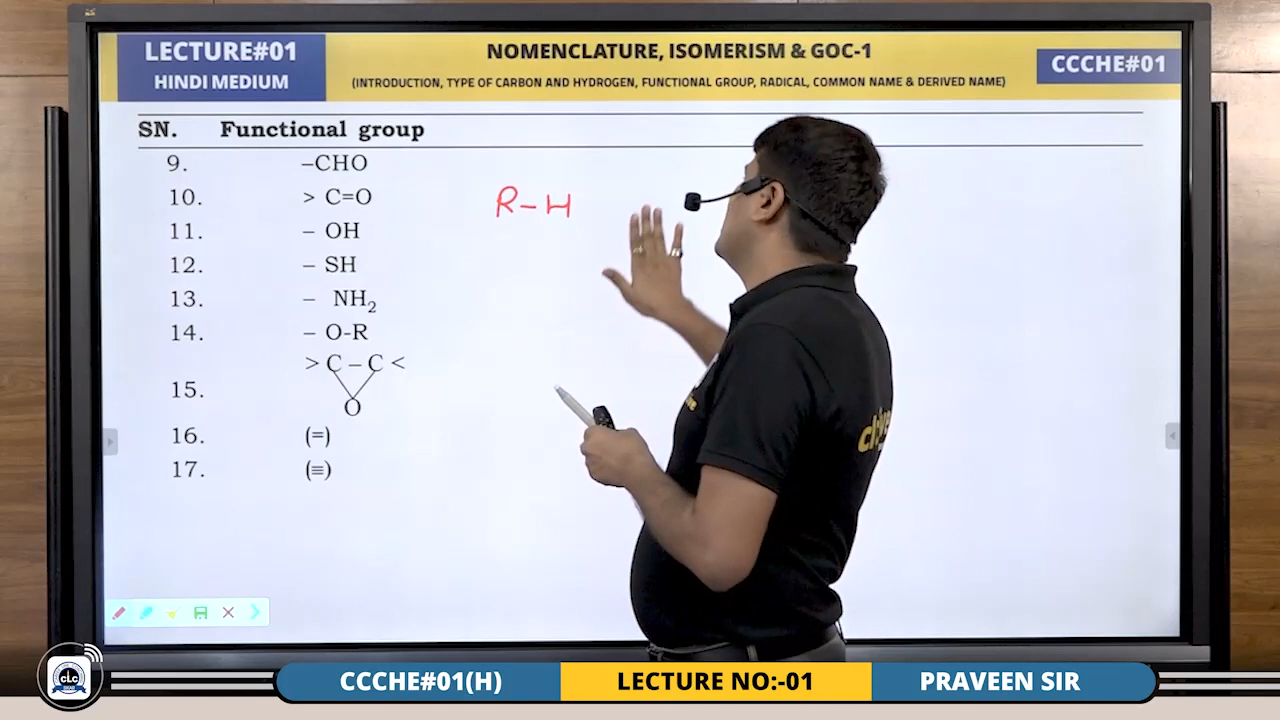 LECTURE#01
HINDI MEDIUM
NOMENCLATURE, ISOMERISM & GOC-1
(INTRODUCTION, TYPE OF CARBON AND HYDROGEN, FUNCTIONAL GROUP, RADICAL, COMMON NAME & DERIVED NAME)
CCCHE#01
SN. Functional group
9. –CHO
10. > C=O
11. – OH
12. – SH
13. – NH₂
14. – O-R
15. > C – C <
O
16. (=)
17. (≡)
R–H
CLC
CCCHE#01(H)
LECTURE NO:-01
PRAVEEN SIR